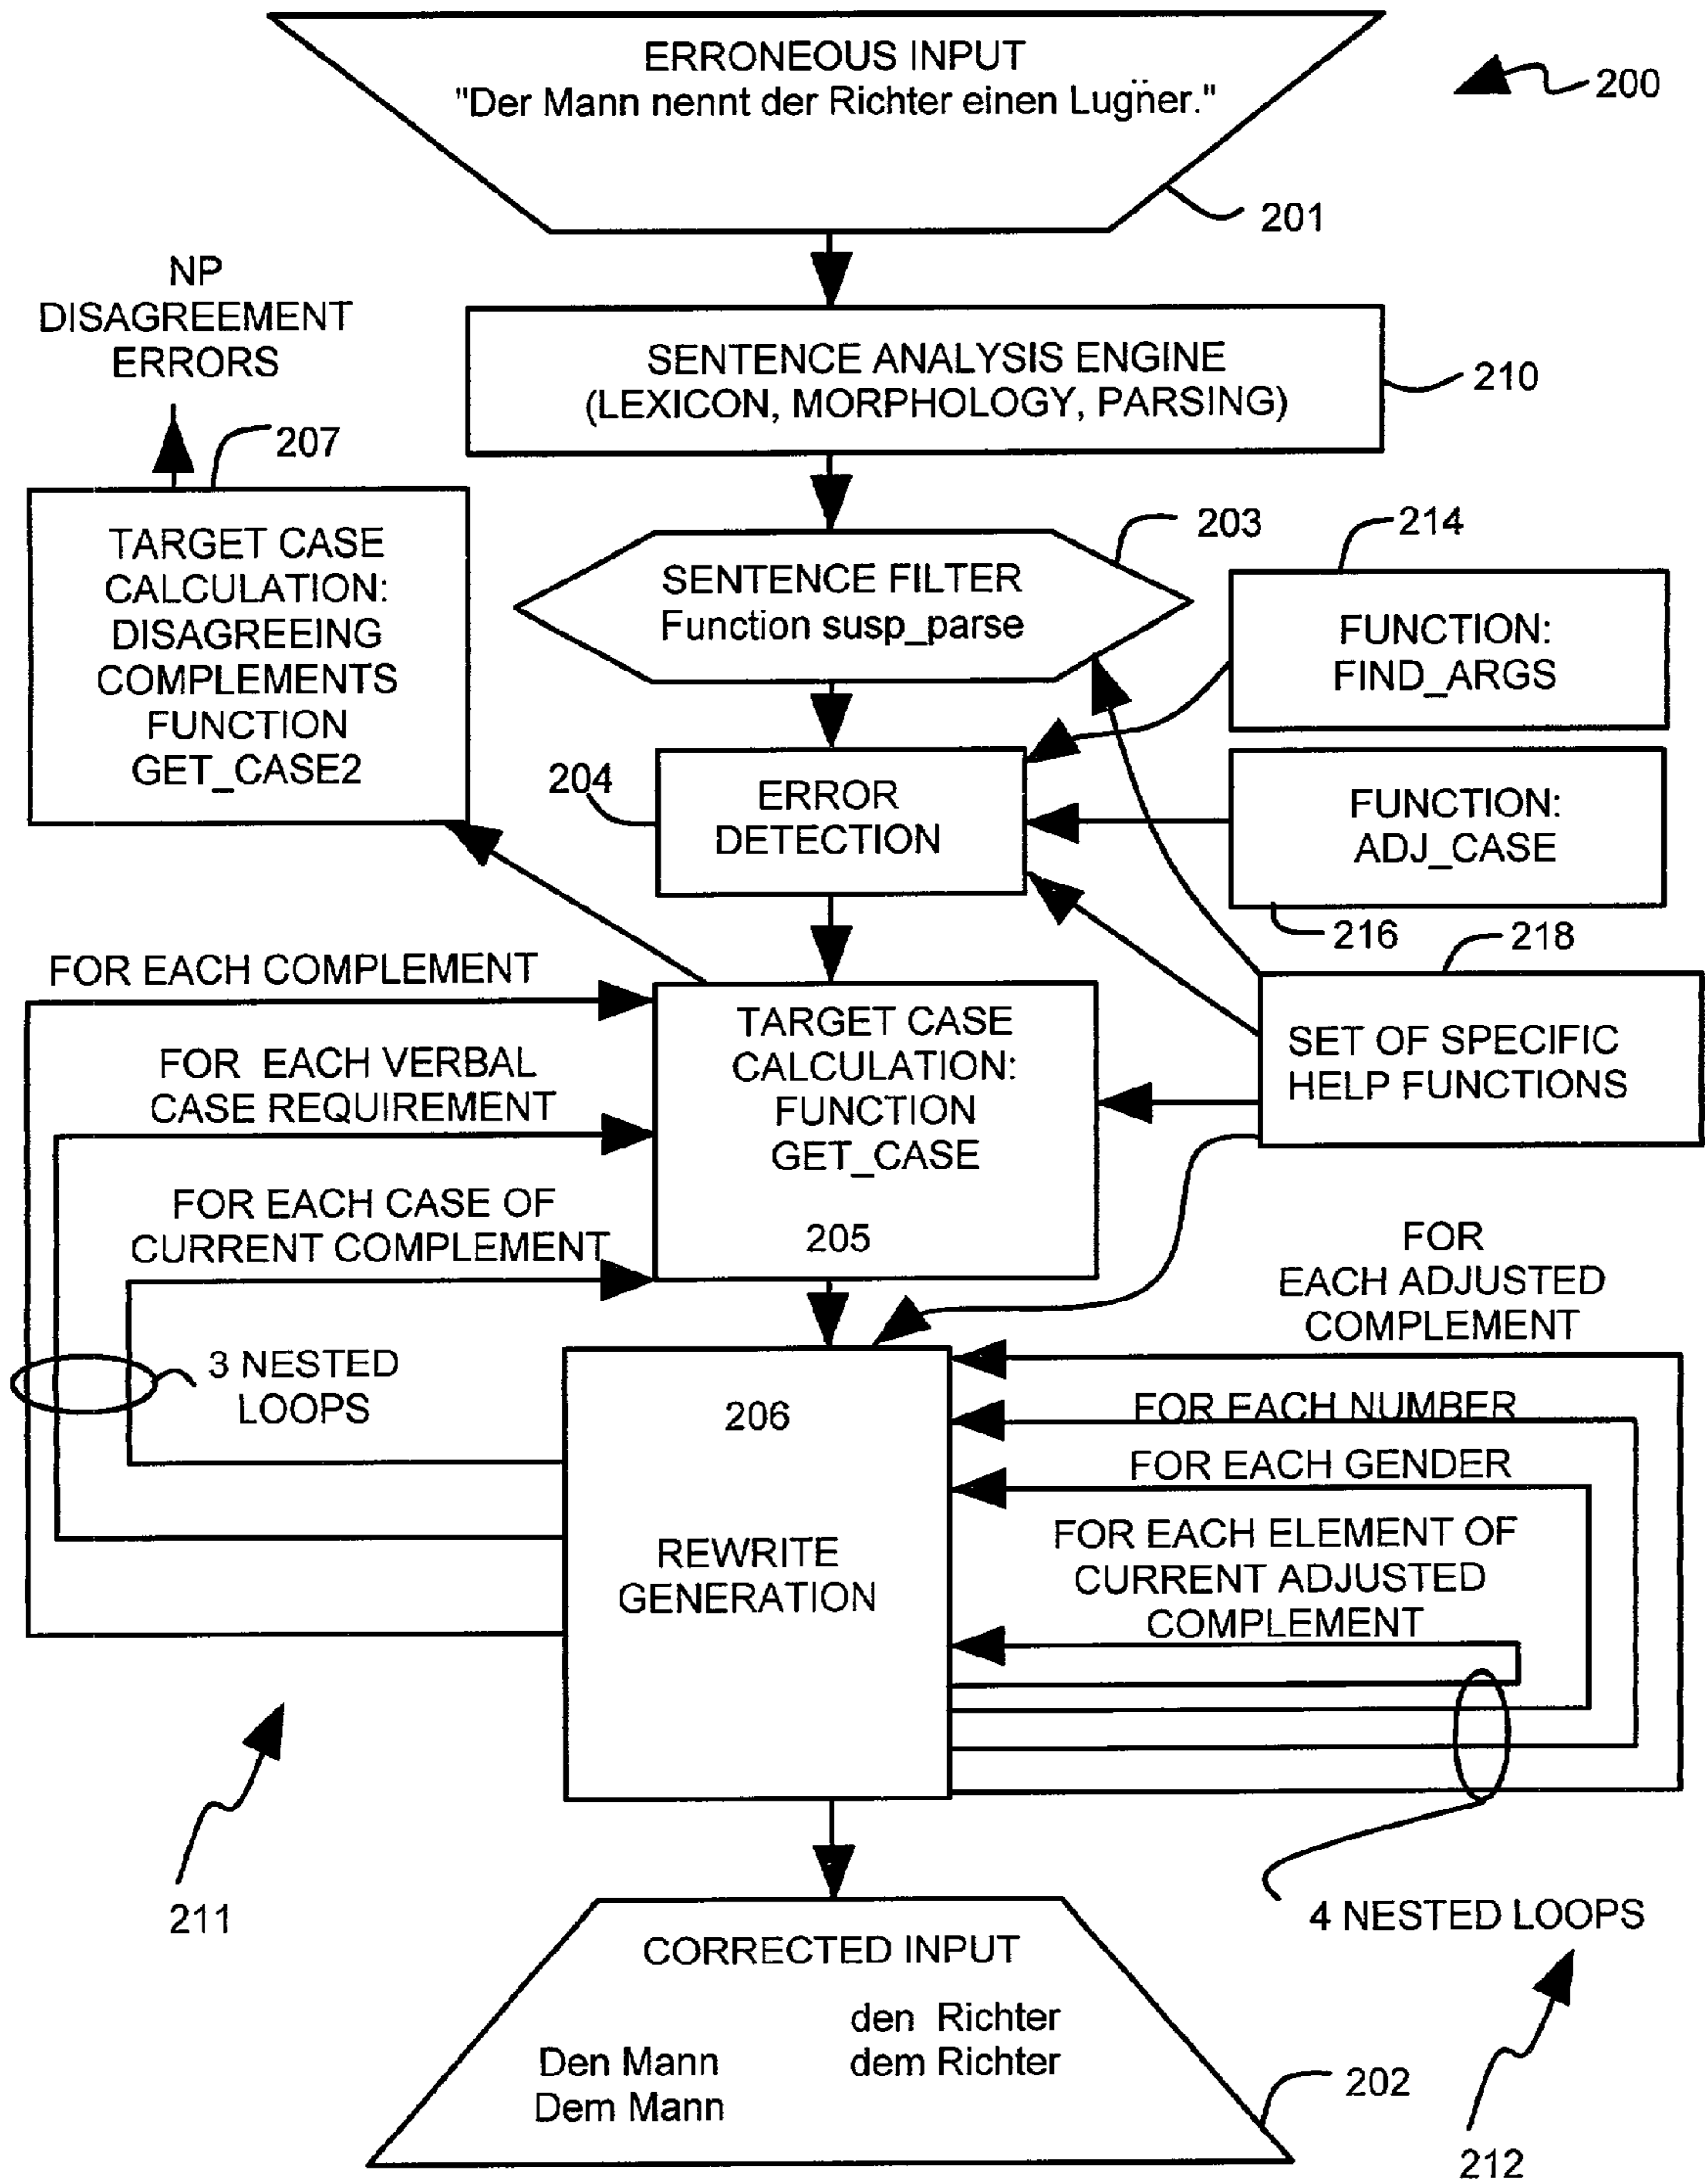 ERRONEOUS INPUT
"Der Mann nennt der Richter einen Lugn̈er."
200
201
NP
DISAGREEMENT
ERRORS
SENTENCE ANALYSIS ENGINE
(LEXICON, MORPHOLOGY, PARSING)
210
207
TARGET CASE
CALCULATION:
DISAGREEING
COMPLEMENTS
FUNCTION
GET_CASE2
SENTENCE FILTER
Function susp_parse
203
214
FUNCTION:
FIND_ARGS
204
ERROR
DETECTION
FUNCTION:
ADJ_CASE
216
218
SET OF SPECIFIC
HELP FUNCTIONS
FOR EACH COMPLEMENT
FOR EACH VERBAL
CASE REQUIREMENT
FOR EACH CASE OF
CURRENT COMPLEMENT
TARGET CASE
CALCULATION:
FUNCTION
GET_CASE
205
3 NESTED
LOOPS
FOR
EACH ADJUSTED
COMPLEMENT
206
REWRITE
GENERATION
FOR EACH NUMBER
FOR EACH GENDER
FOR EACH ELEMENT OF
CURRENT ADJUSTED
COMPLEMENT
211
4 NESTED LOOPS
212
CORRECTED INPUT
den Richter
Den Mann dem Richter
Dem Mann
202